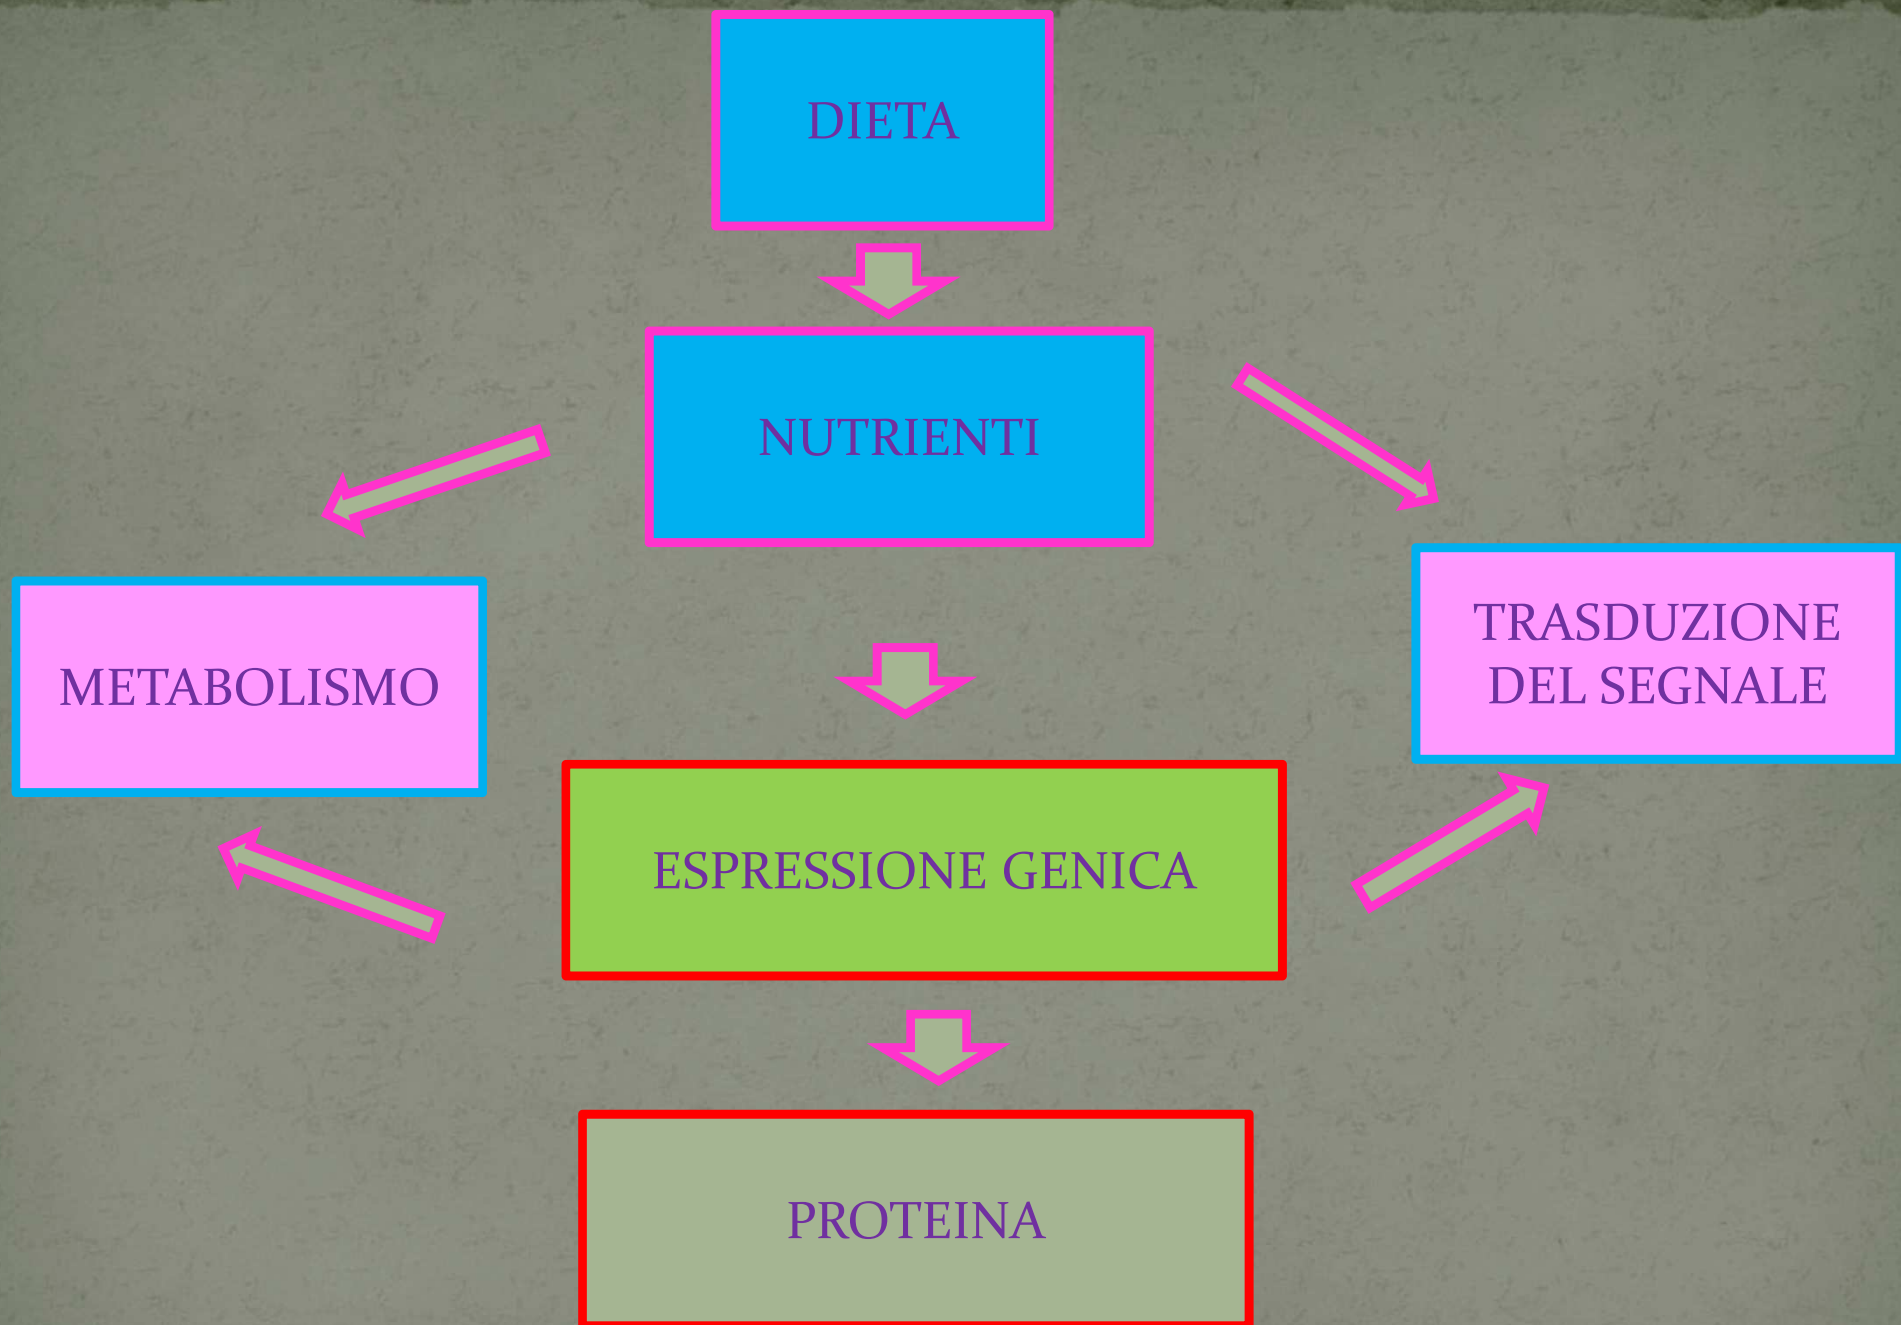 DIETA
NUTRIENTI
METABOLISMO
TRASDUZIONE
DEL SEGNALE
ESPRESSIONE GENICA
PROTEINA